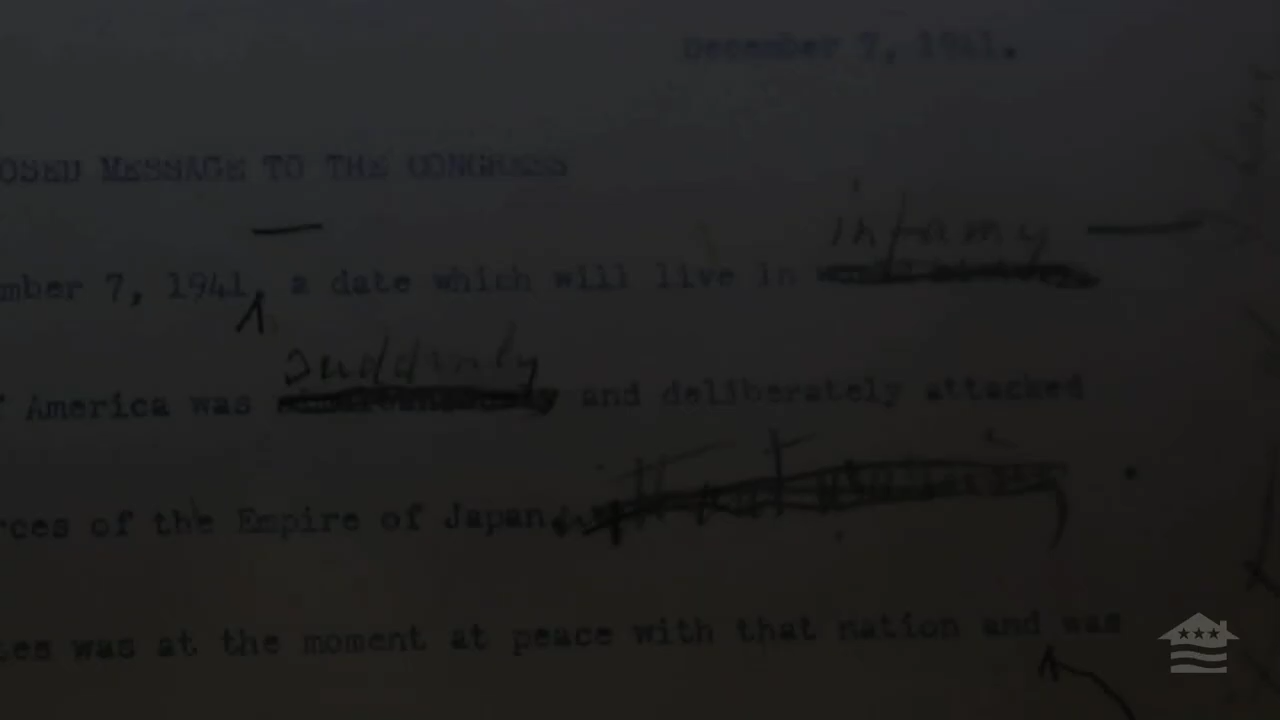 December 7, 1941.
OSED MESSAGE TO THE CONGRESS
infamy
mber 7, 1941, a date which will live in
suddenly
f America was and deliberately attacked
rces of the Empire of Japan
tes was at the moment at peace with that nation and was